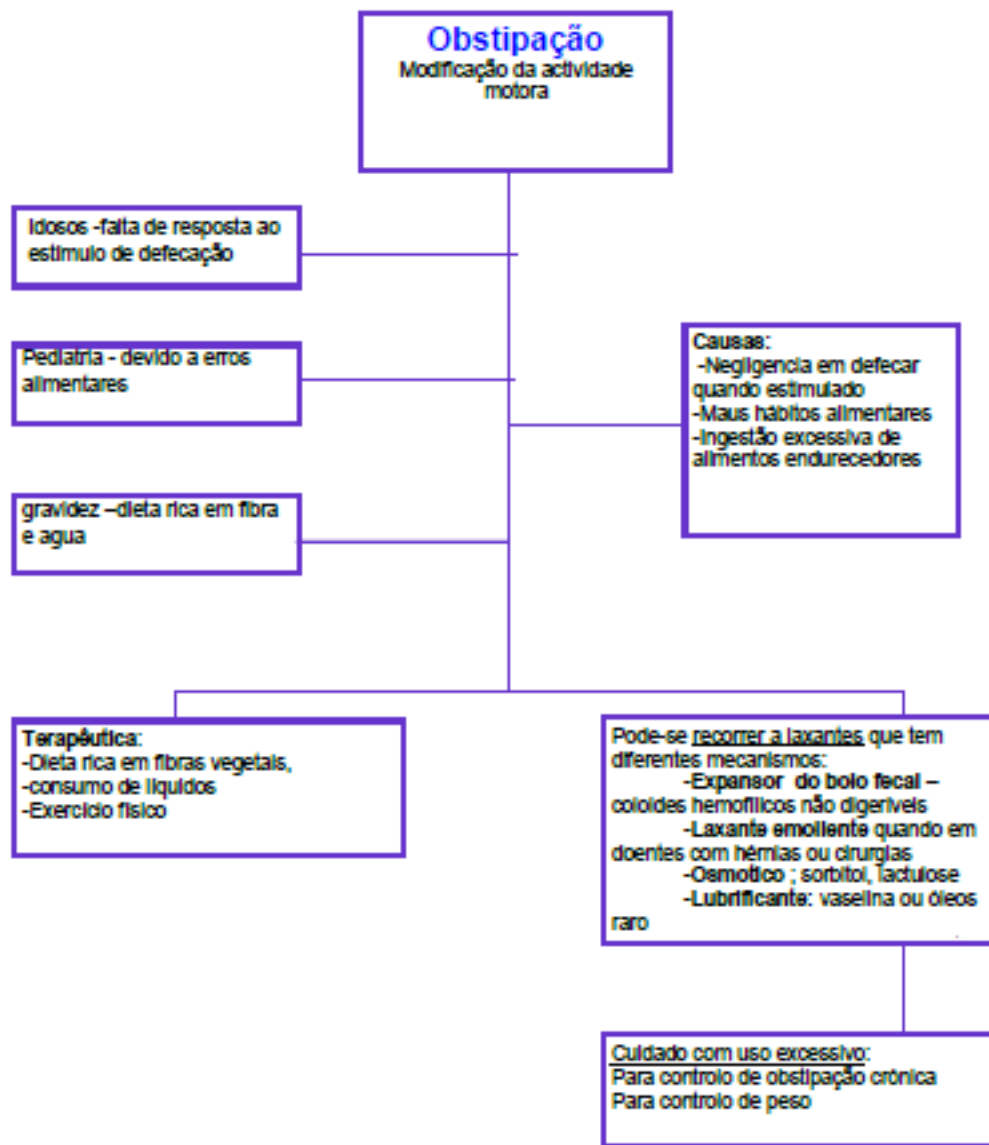 Obstipação
Modificação da actividade
motora
Idosos -falta de resposta ao
estimulo de defecação
Pediatria - devido a erros
alimentares
gravidez –dieta rica em fibra
e agua
Causas:
-Negligencia em defecar
quando estimulado
-Maus hábitos alimentares
-Ingestão excessiva de
alimentos endurecedores
Terapêutica:
-Dieta rica em fibras vegetais,
-consumo de liquidos
-Exercicio fisico
Pode-se recorrer a laxantes que tem
diferentes mecanismos:
-Expansor do bolo fecal –
coloides hemofilicos não digeríveis
-Laxante emoliente quando em
doentes com hérnias ou cirurgias
-Osmotico ; sorbitol, lactulose
-Lubrificante: vaselina ou óleos
raro
Cuidado com uso excessivo:
Para controlo de obstipação crónica
Para controlo de peso